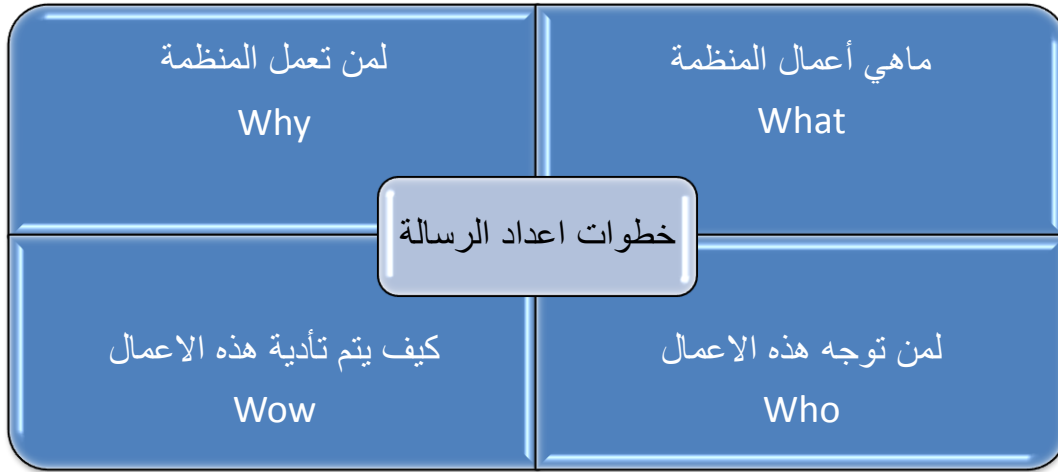 ماهي أعمال المنظمة
What
لمن تعمل المنظمة
Why
خطوات اعداد الرسالة
لمن توجه هذه الاعمال
Who
كيف يتم تأدية هذه الاعمال
Wow